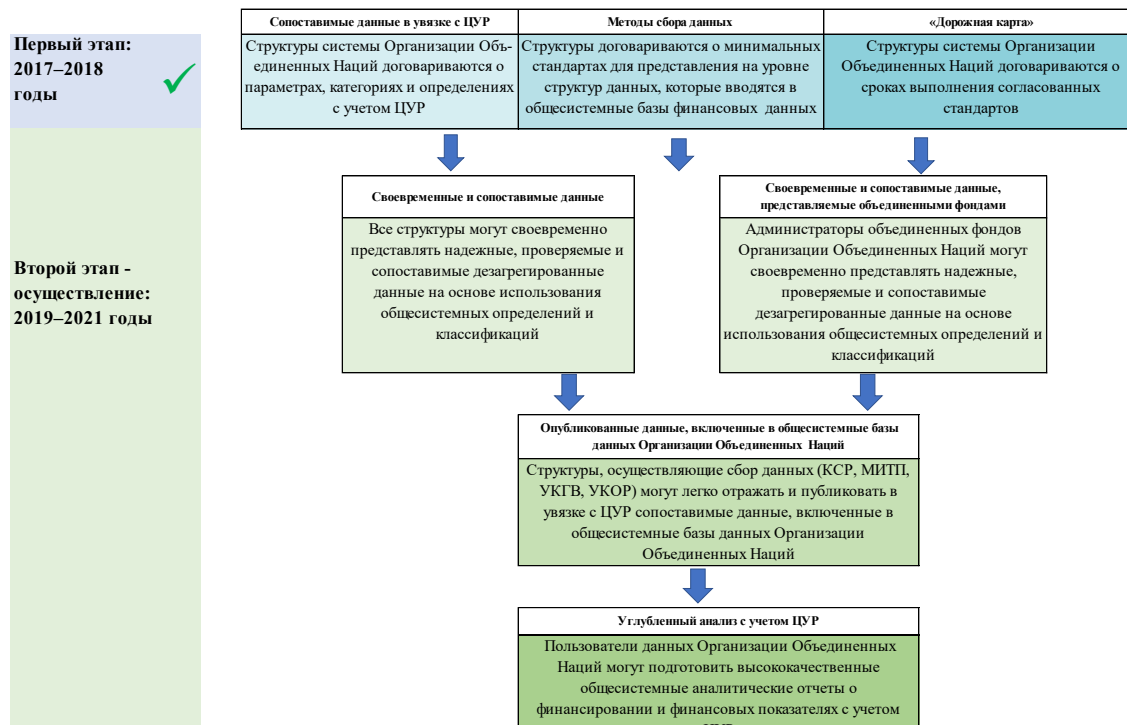 Первый этап:
2017–2018
годы
Сопоставимые данные в увязке с ЦУР
Структуры системы Организации Объ-
единенных Наций договариваются о
параметрах, категориях и определениях
с учетом ЦУР
Методы сбора данных
Структуры договариваются о минимальных
стандартах для представления на уровне
структур данных, которые вводятся в
общесистемные базы финансовых данных
«Дорожная карта»
Структуры системы Организации
Объединенных Наций договариваются о
сроках выполнения согласованных
стандартов
Второй этап -
осуществление:
2019–2021 годы
Своевременные и сопоставимые данные
Все структуры могут своевременно
представлять надежные, проверяемые и
сопоставимые дезагрегированные
данные на основе использования
общесистемных определений и
классификаций
Своевременные и сопоставимые данные,
представляемые объединенными фондами
Администраторы объединенных фондов
Организации Объединенных Наций могут
своевременно представлять надежные,
проверяемые и сопоставимые
дезагрегированные данные на основе
использования общесистемных определений и
классификаций
Опубликованные данные, включенные в общесистемные базы
данных Организации Объединенных Наций
Структуры, осуществляющие сбор данных (КСР, МИТП,
УКГВ, УКОР) могут легко отражать и публиковать в
увязке с ЦУР сопоставимые данные, включенные в
общесистемные базы данных Организации
Объединенных Наций
Углубленный анализ с учетом ЦУР
Пользователи данных Организации Объединенных
Наций могут подготовить высококачественные
общесистемные аналитические отчеты о
финансировании и финансовых показателях с учетом